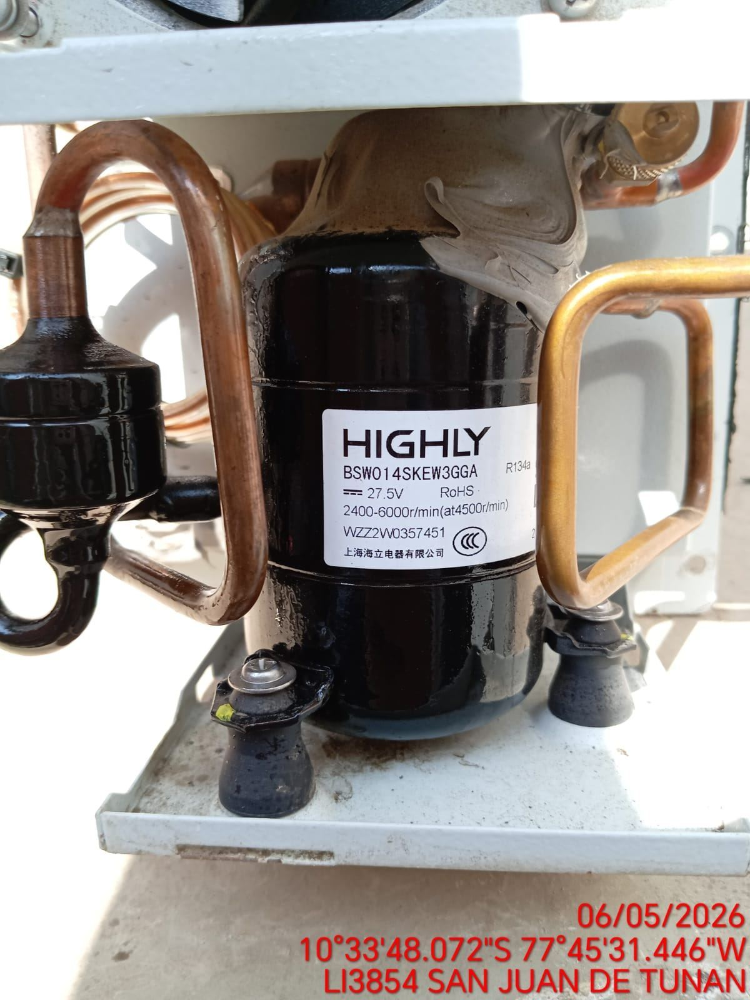 HIGHLY
BSW014SKEW3GGA R134a
⎓ 27.5V RoHS
2400-6000r/min(at4500r/min)
WZZ2W0357451 CCC
上海海立电器有限公司
06/05/2026
10°33'48.072"S 77°45'31.446"W
LI3854 SAN JUAN DE TUNAN